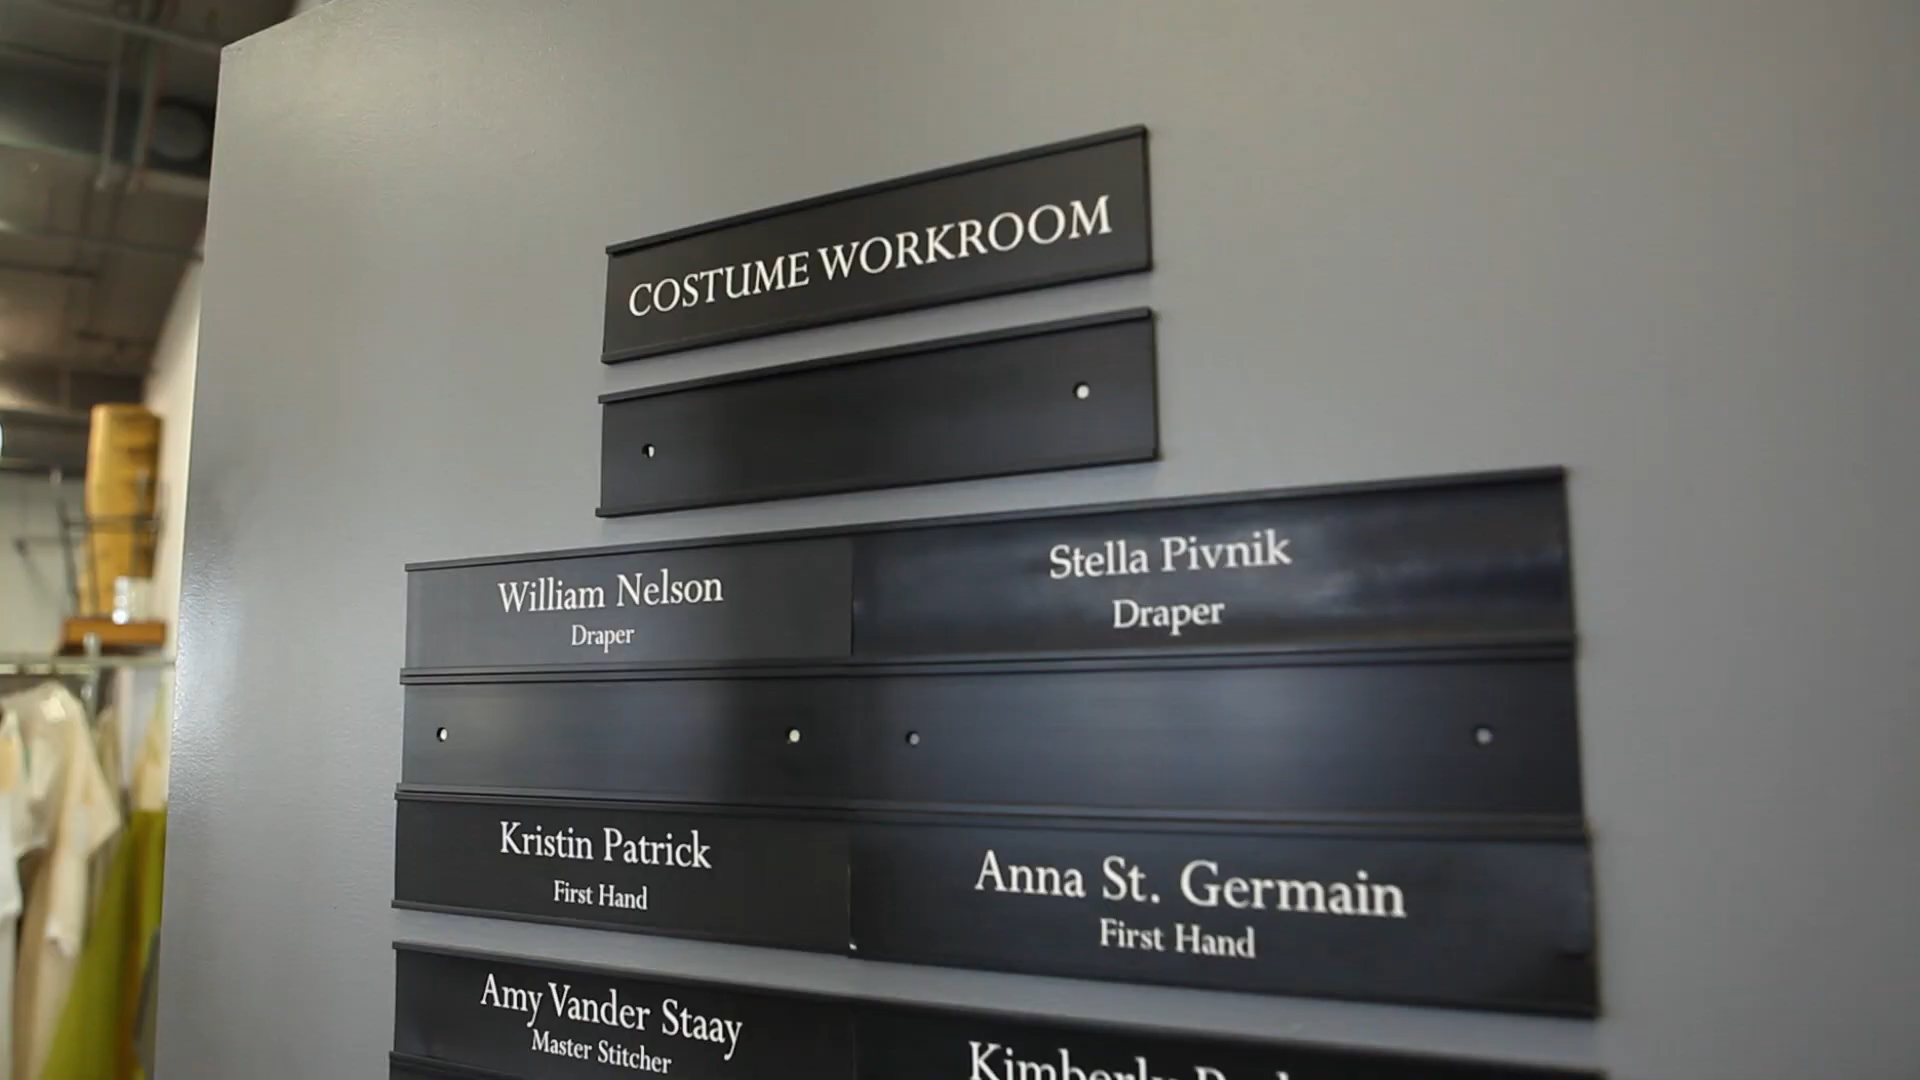 COSTUME WORKROOM
William Nelson
Draper
Stella Pivnik
Draper
Kristin Patrick
First Hand
Anna St. Germain
First Hand
Amy Vander Staay
Master Stitcher
Kimberly